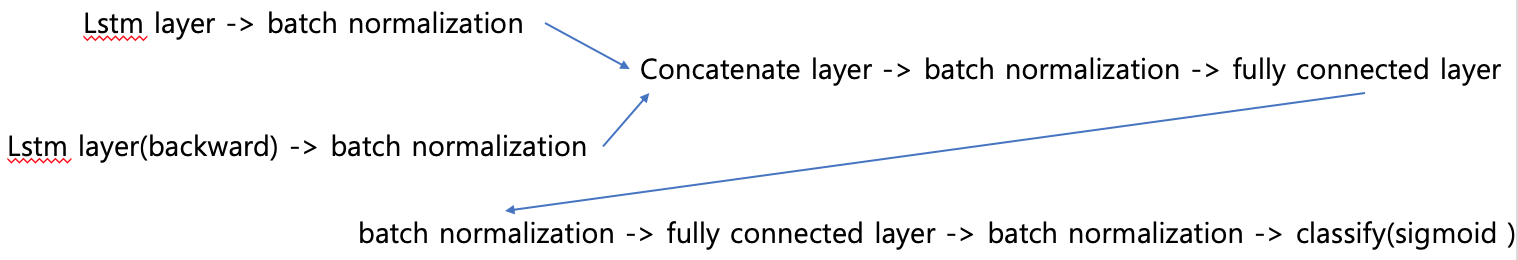 Lstm layer -> batch normalization
Concatenate layer -> batch normalization -> fully connected layer
Lstm layer(backward) -> batch normalization
batch normalization -> fully connected layer -> batch normalization -> classify(sigmoid )